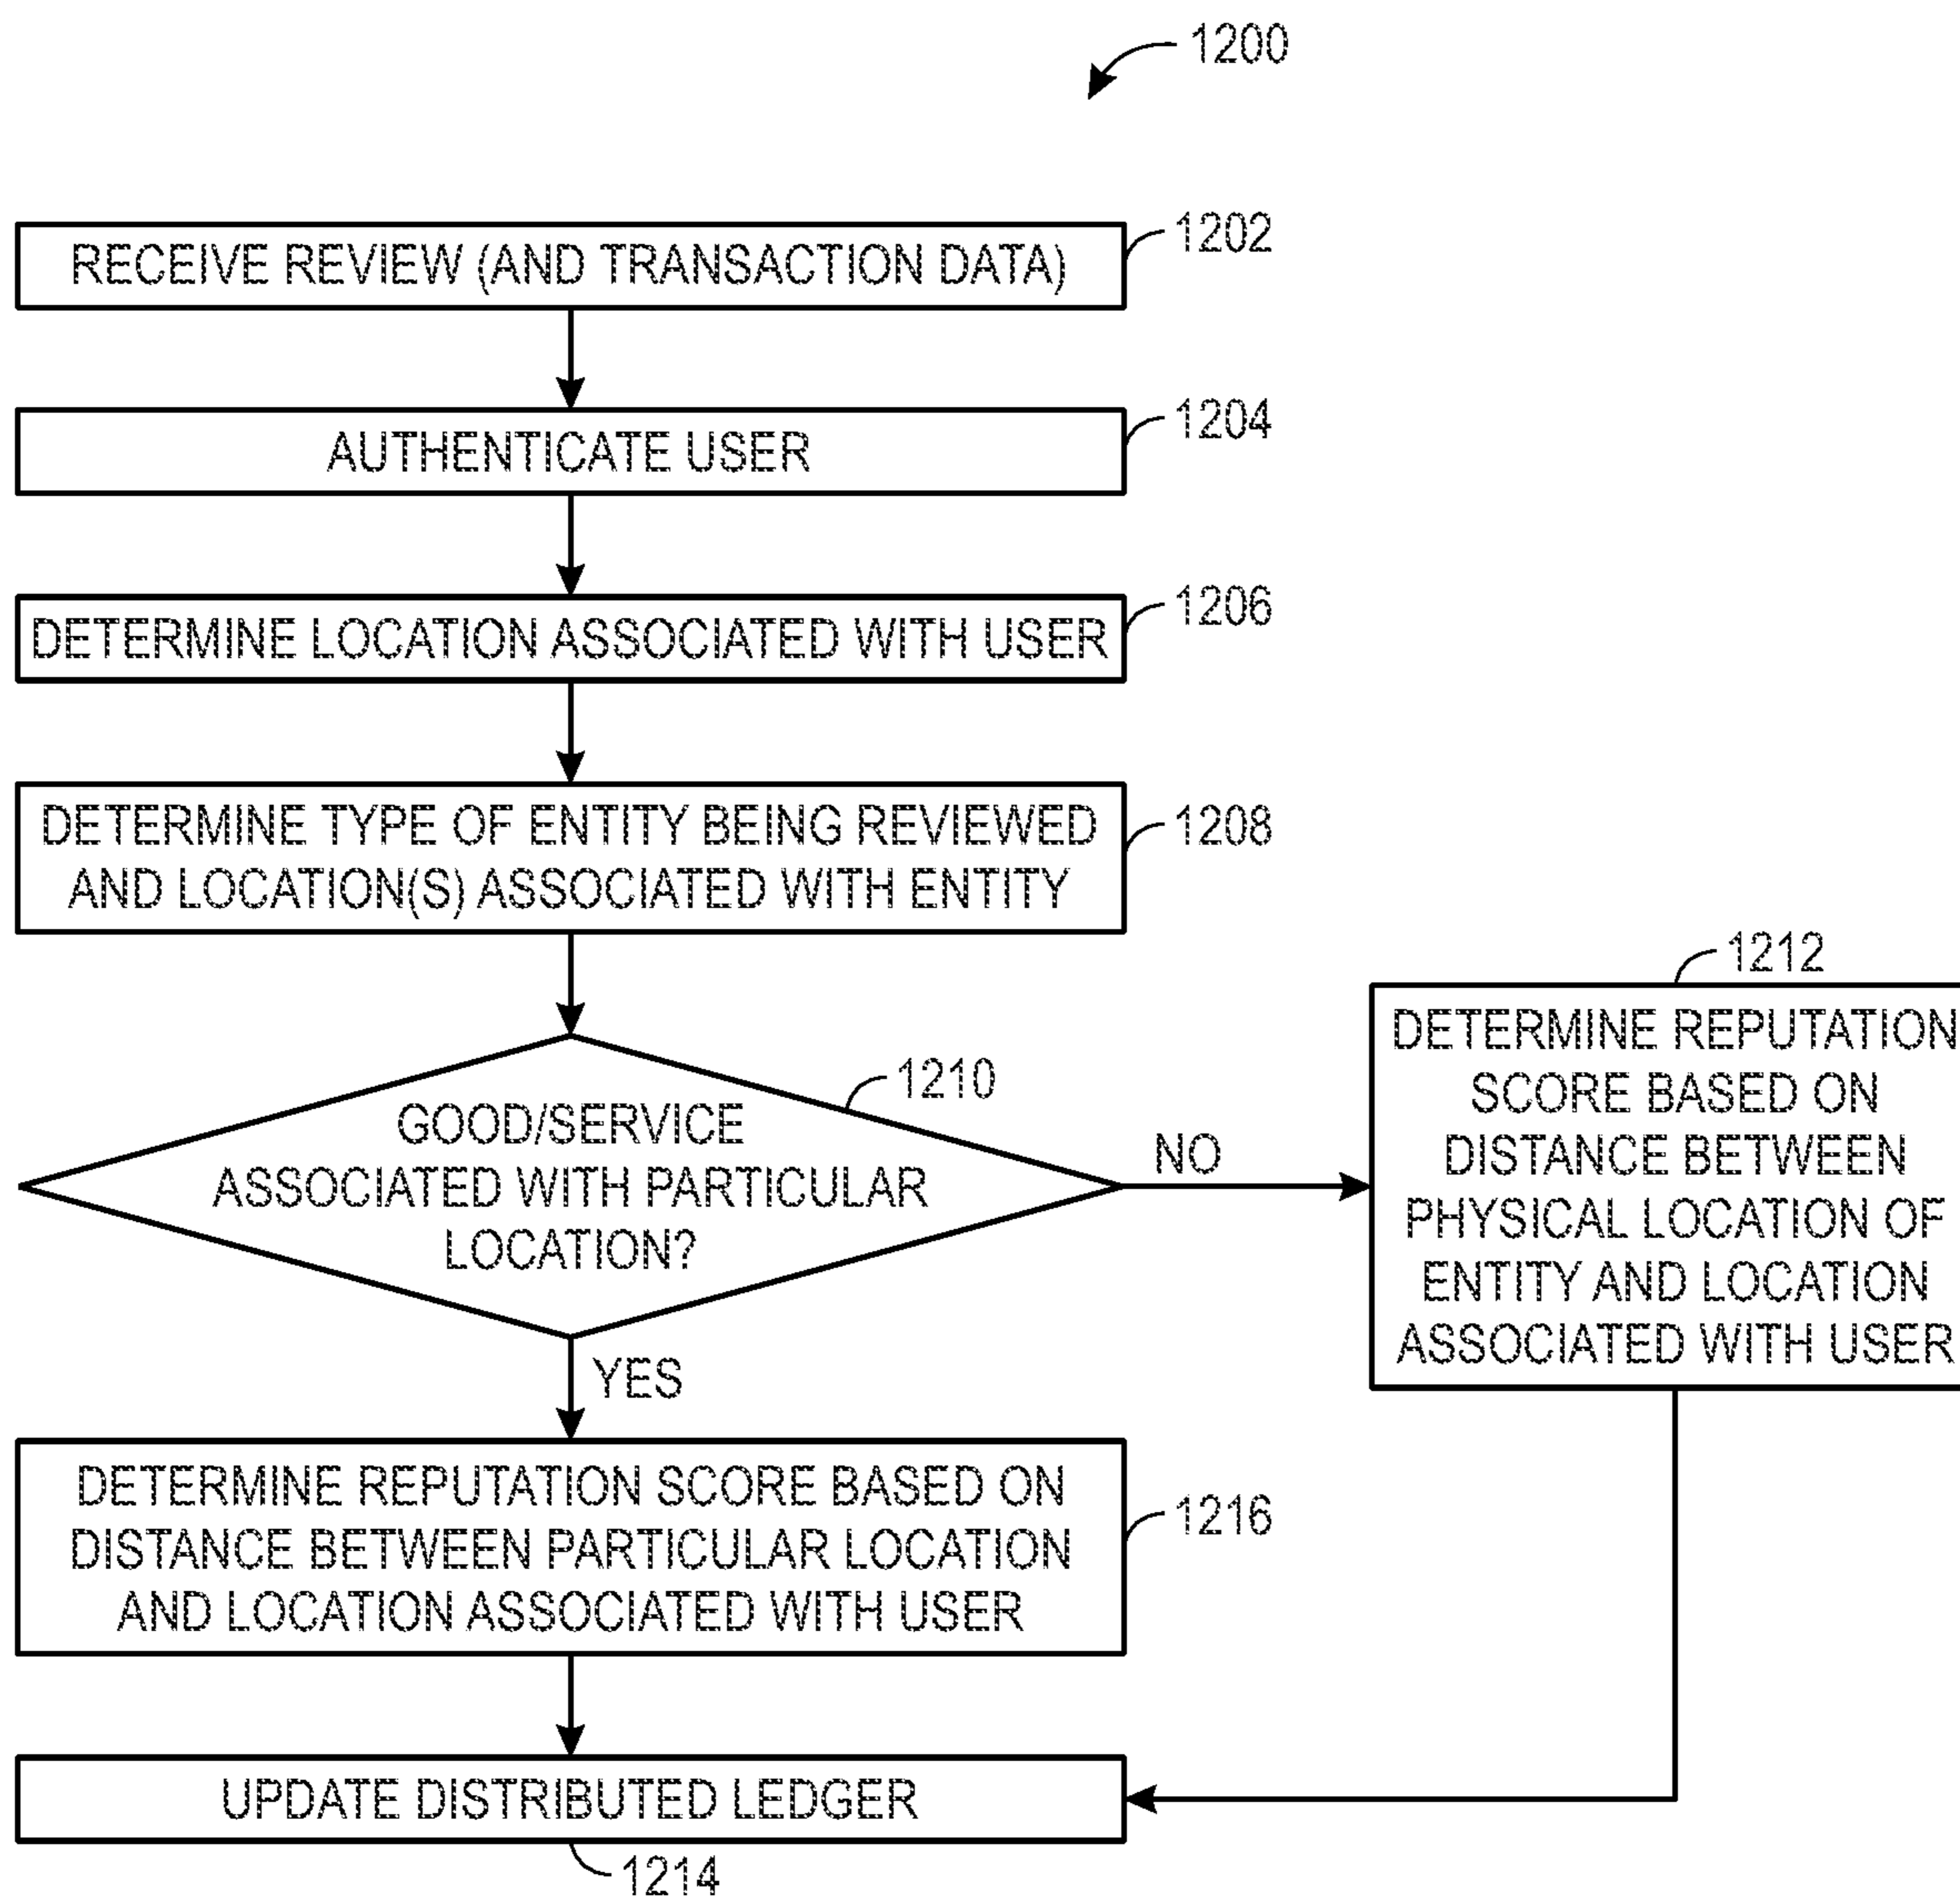 1200
RECEIVE REVIEW (AND TRANSACTION DATA)
1202
AUTHENTICATE USER
1204
DETERMINE LOCATION ASSOCIATED WITH USER
1206
DETERMINE TYPE OF ENTITY BEING REVIEWED
AND LOCATION(S) ASSOCIATED WITH ENTITY
1208
GOOD/SERVICE
ASSOCIATED WITH PARTICULAR
LOCATION?
1210
NO
1212
DETERMINE REPUTATION
SCORE BASED ON
DISTANCE BETWEEN
PHYSICAL LOCATION OF
ENTITY AND LOCATION
ASSOCIATED WITH USER
YES
DETERMINE REPUTATION SCORE BASED ON
DISTANCE BETWEEN PARTICULAR LOCATION
AND LOCATION ASSOCIATED WITH USER
1216
UPDATE DISTRIBUTED LEDGER
1214